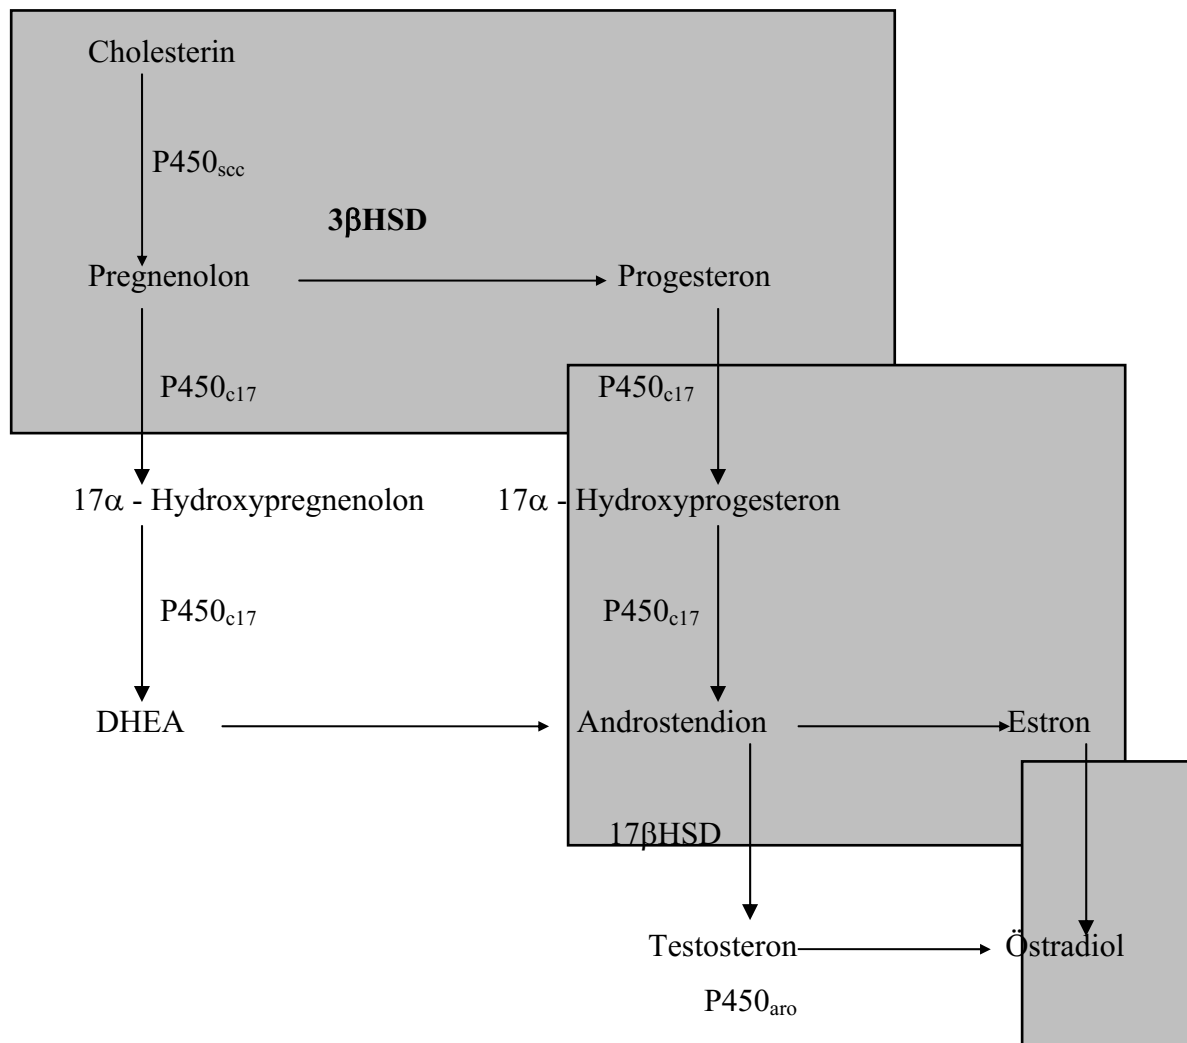 Cholesterin
P450scc
3βHSD
Pregnenolon Progesteron
P450c17 P450c17
17α - Hydroxypregnenolon 17α - Hydroxyprogesteron
P450c17 P450c17
DHEA Androstendion Estron
17βHSD
Testosteron Östradiol
P450aro